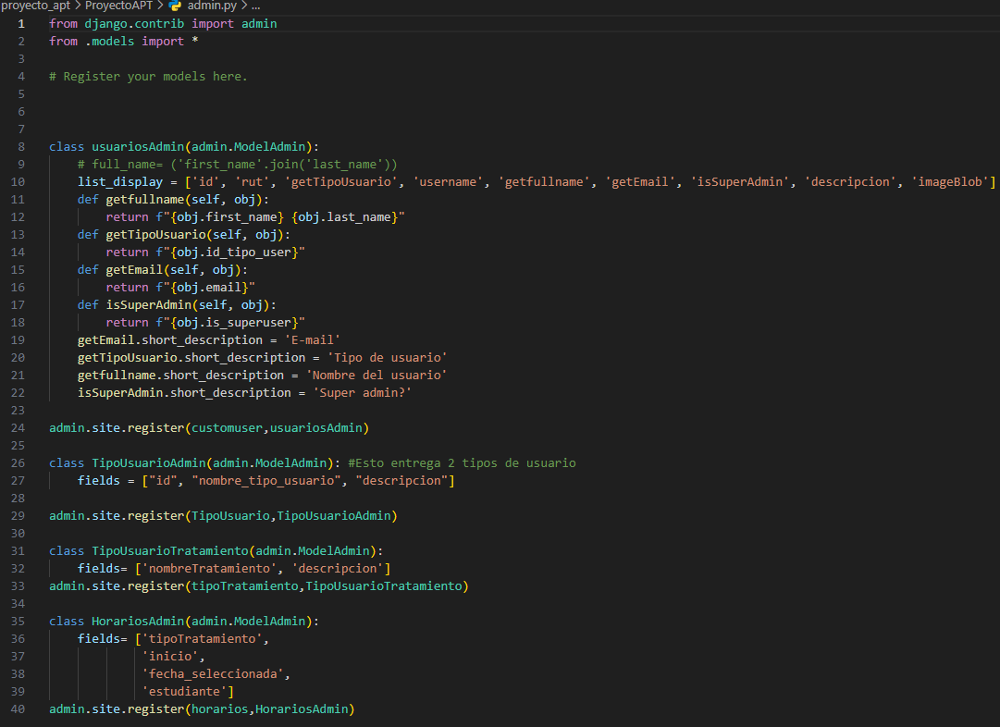 proyecto_apt > ProyectoAPT > admin.py > ...
1 from django.contrib import admin
2 from .models import *
3
4 # Register your models here.
5
6
7
8 class usuariosAdmin(admin.ModelAdmin):
9     # full_name= ('first_name'.join('last_name'))
10     list_display = ['id', 'rut', 'getTipoUsuario', 'username', 'getfullname', 'getEmail', 'isSuperAdmin', 'descripcion', 'imageBlob']
11     def getfullname(self, obj):
12         return f"{obj.first_name} {obj.last_name}"
13     def getTipoUsuario(self, obj):
14         return f"{obj.id_tipo_user}"
15     def getEmail(self, obj):
16         return f"{obj.email}"
17     def isSuperAdmin(self, obj):
18         return f"{obj.is_superuser}"
19     getEmail.short_description = 'E-mail'
20     getTipoUsuario.short_description = 'Tipo de usuario'
21     getfullname.short_description = 'Nombre del usuario'
22     isSuperAdmin.short_description = 'Super admin?'
23
24 admin.site.register(customuser,usuariosAdmin)
25
26 class TipoUsuarioAdmin(admin.ModelAdmin): #Esto entrega 2 tipos de usuario
27     fields = ["id", "nombre_tipo_usuario", "descripcion"]
28
29 admin.site.register(TipoUsuario,TipoUsuarioAdmin)
30
31 class TipoUsuarioTratamiento(admin.ModelAdmin):
32     fields= ['nombreTratamiento', 'descripcion']
33 admin.site.register(tipoTratamiento,TipoUsuarioTratamiento)
34
35 class HorariosAdmin(admin.ModelAdmin):
36     fields= ['tipoTratamiento',
37              'inicio',
38              'fecha_seleccionada',
39              'estudiante']
40 admin.site.register(horarios,HorariosAdmin)